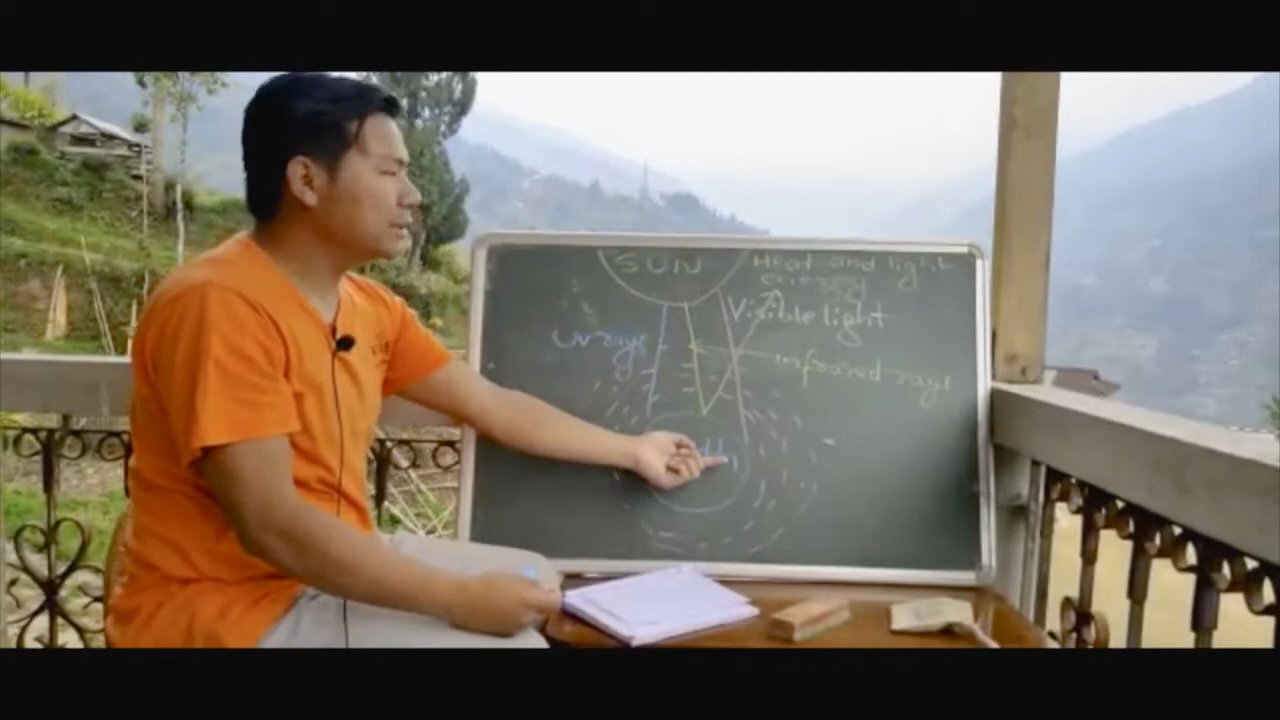 SUN
Heat and light
energy
Visible light
UV rays
infrared rays